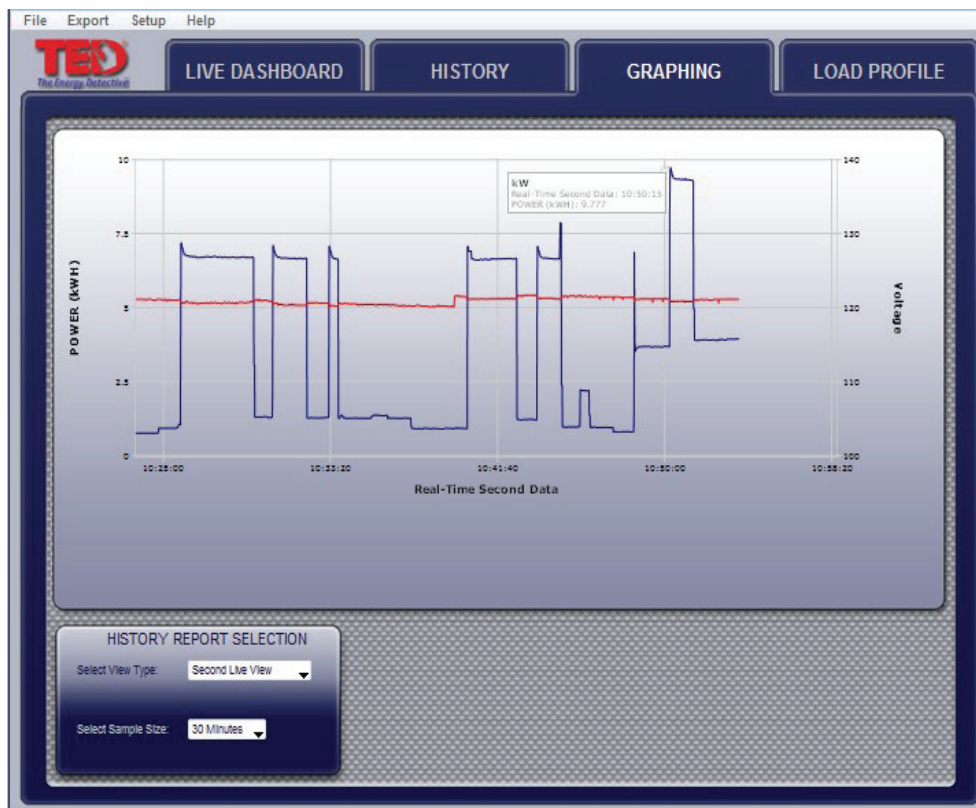 File Export Setup Help
TED
The Energy Detective
LIVE DASHBOARD
HISTORY
GRAPHING
LOAD PROFILE
10
7.5
5
2.5
0
POWER (kWH)
kW
Real-Time Second Data: 10:50:15
POWER (kWH): 9.777
140
130
120
110
100
Voltage
10:25:00
10:33:20
10:41:40
10:50:00
10:58:20
Real-Time Second Data
HISTORY REPORT SELECTION
Select View Type: Second Live View
Select Sample Size: 30 Minutes